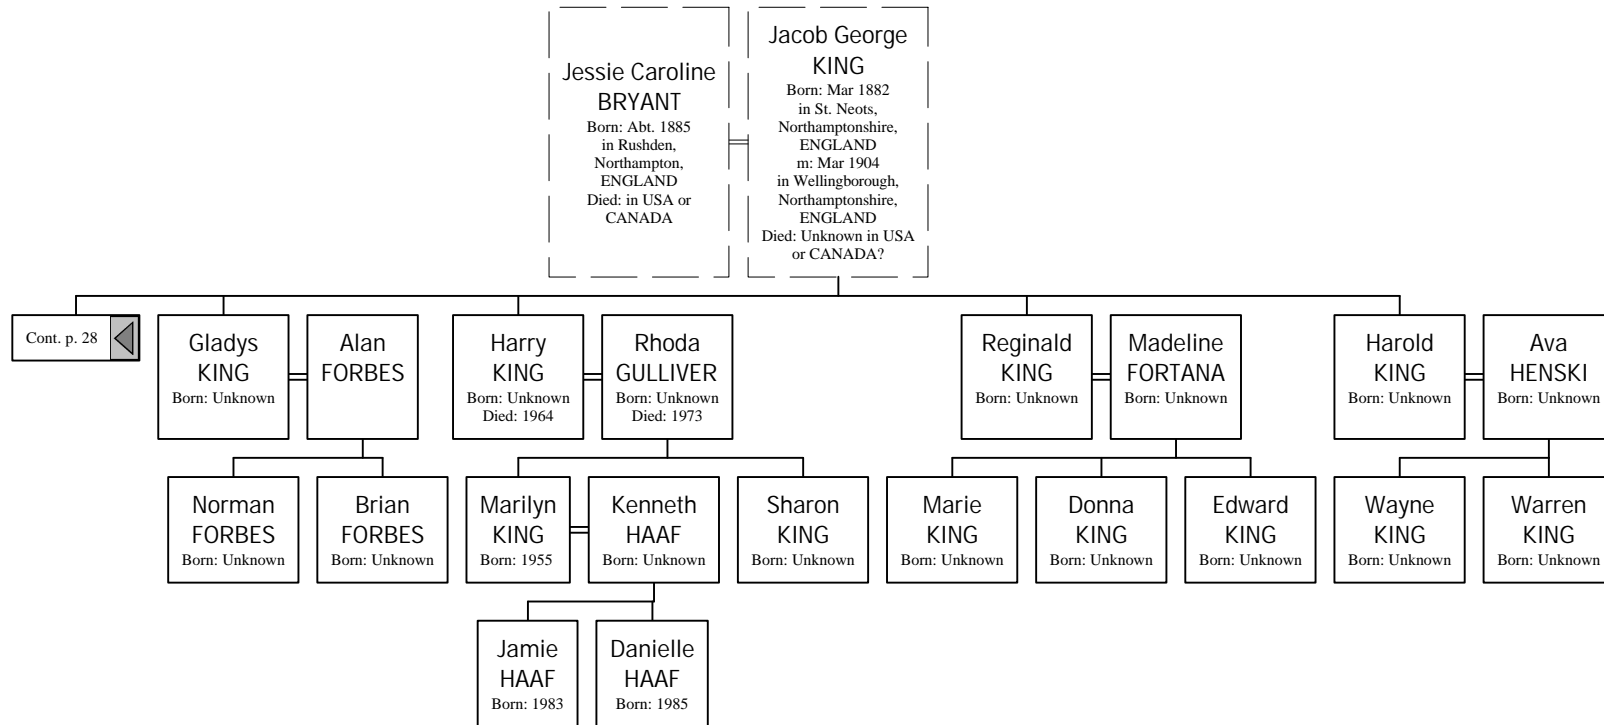 Jessie Caroline
BRYANT
Born: Abt. 1885
in Rushden,
Northampton,
ENGLAND
Died: in USA or
CANADA
Jacob George
KING
Born: Mar 1882
in St. Neots,
Northamptonshire,
ENGLAND
m: Mar 1904
in Wellingborough,
Northamptonshire,
ENGLAND
Died: Unknown in USA
or CANADA?
Cont. p. 28
Gladys
KING
Born: Unknown
Alan
FORBES
Harry
KING
Born: Unknown
Died: 1964
Rhoda
GULLIVER
Born: Unknown
Died: 1973
Reginald
KING
Born: Unknown
Madeline
FORTANA
Born: Unknown
Harold
KING
Born: Unknown
Ava
HENSKI
Born: Unknown
Norman
FORBES
Born: Unknown
Brian
FORBES
Born: Unknown
Marilyn
KING
Born: 1955
Kenneth
HAAF
Born: Unknown
Sharon
KING
Born: Unknown
Marie
KING
Born: Unknown
Donna
KING
Born: Unknown
Edward
KING
Born: Unknown
Wayne
KING
Born: Unknown
Warren
KING
Born: Unknown
Jamie
HAAF
Born: 1983
Danielle
HAAF
Born: 1985